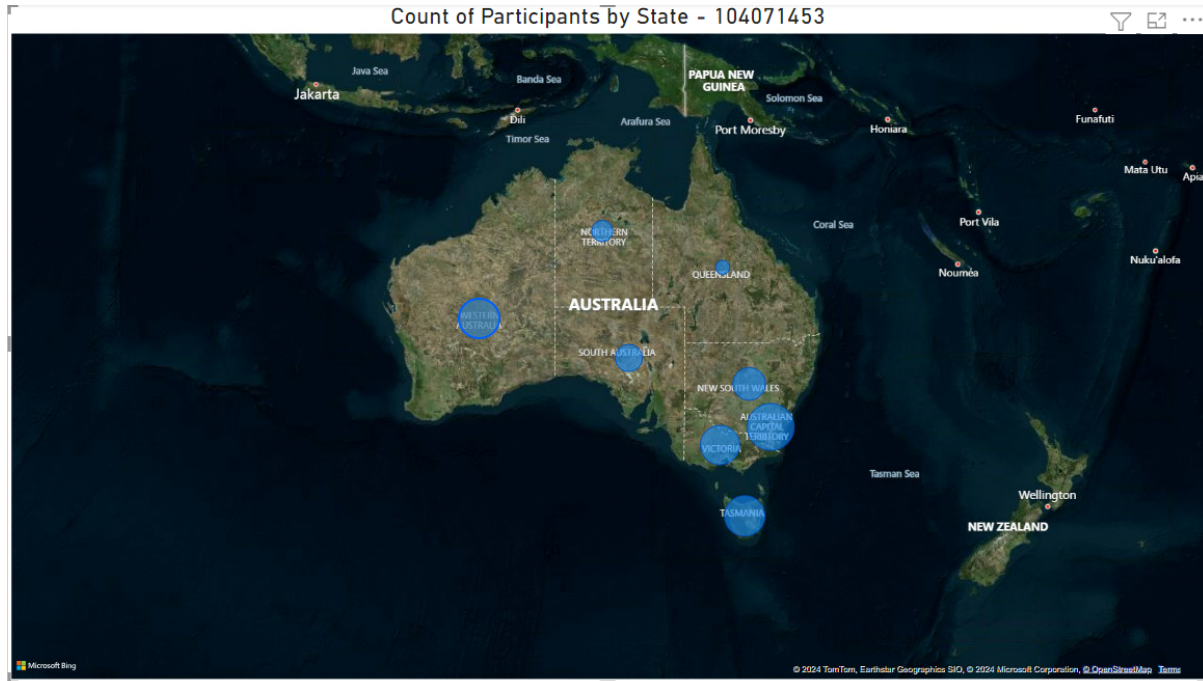 Count of Participants by State - 104071453
Java Sea
Banda Sea
PAPUA NEW
GUINEA
Jakarta
Solomon Sea
Dili
Arafura Sea
Port Moresby
Honiara
Funafuti
Timor Sea
Mata Utu
Apia
Port Vila
Coral Sea
NORTHERN
TERRITORY
Nuku'alofa
QUEENSLAND
Nouméa
AUSTRALIA
WESTERN
AUSTRALIA
SOUTH AUSTRALIA
NEW SOUTH WALES
AUSTRALIAN
CAPITAL
TERRITORY
VICTORIA
Tasman Sea
Wellington
TASMANIA
NEW ZEALAND
Microsoft Bing
© 2024 TomTom, Earthstar Geographics SIO, © 2024 Microsoft Corporation, © OpenStreetMap Terms